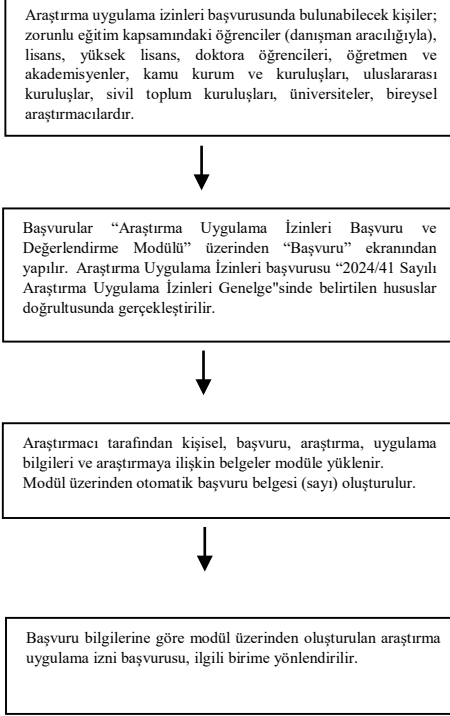 Araştırma uygulama izinleri başvurusunda bulunabilecek kişiler;
zorunlu eğitim kapsamındaki öğrenciler (danışman aracılığıyla),
lisans, yüksek lisans, doktora öğrencileri, öğretmen ve
akademisyenler, kamu kurum ve kuruluşları, uluslararası
kuruluşlar, sivil toplum kuruluşları, üniversiteler, bireysel
araştırmacılardır.
Başvurular “Araştırma Uygulama İzinleri Başvuru ve
Değerlendirme Modülü” üzerinden “Başvuru” ekranından
yapılır. Araştırma Uygulama İzinleri başvurusu “2024/41 Sayılı
Araştırma Uygulama İzinleri Genelge"sinde belirtilen hususlar
doğrultusunda gerçekleştirilir.
Araştırmacı tarafından kişisel, başvuru, araştırma, uygulama
bilgileri ve araştırmaya ilişkin belgeler modüle yüklenir.
Modül üzerinden otomatik başvuru belgesi (sayı) oluşturulur.
Başvuru bilgilerine göre modül üzerinden oluşturulan araştırma
uygulama izni başvurusu, ilgili birime yönlendirilir.